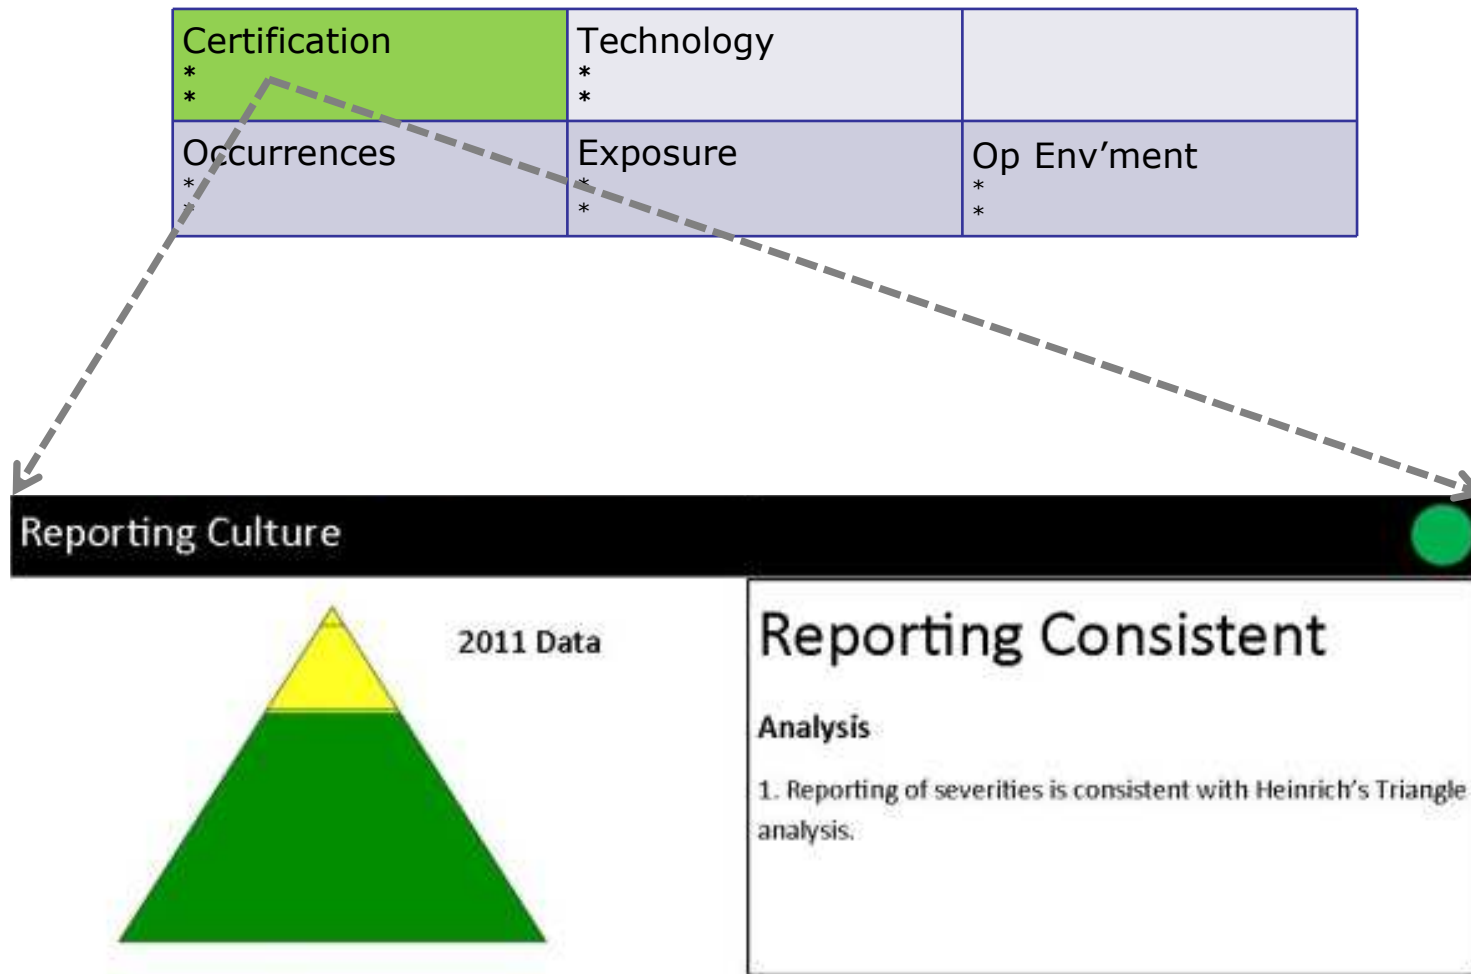 Certification
*
*
Technology
*
*
Occurrences
*
*
Exposure
*
*
Op Env’ment
*
*
Reporting Culture
2011 Data
Reporting Consistent
Analysis
1. Reporting of severities is consistent with Heinrich’s Triangle
analysis.